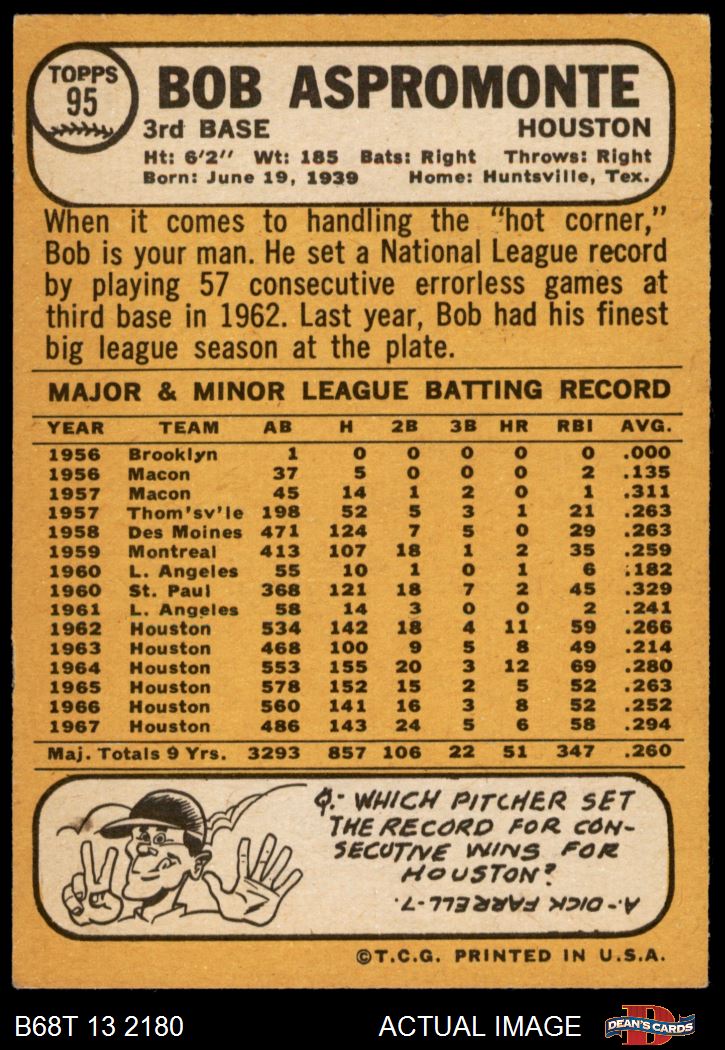 TOPPS
95
BOB ASPROMONTE
3rd BASE HOUSTON
Ht: 6'2" Wt: 185 Bats: Right Throws: Right
Born: June 19, 1939 Home: Huntsville, Tex.
When it comes to handling the "hot corner,"
Bob is your man. He set a National League record
by playing 57 consecutive errorless games at
third base in 1962. Last year, Bob had his finest
big league season at the plate.
MAJOR & MINOR LEAGUE BATTING RECORD
YEAR TEAM AB H 2B 3B HR RBI AVG.
1956 Brooklyn 1 0 0 0 0 0 .000
1956 Macon 37 5 0 0 0 2 .135
1957 Macon 45 14 1 2 0 1 .311
1957 Thom'sv'le 198 52 5 3 1 21 .263
1958 Des Moines 471 124 7 5 0 29 .263
1959 Montreal 413 107 18 1 2 35 .259
1960 L. Angeles 55 10 1 0 1 6 .182
1960 St. Paul 368 121 18 7 2 45 .329
1961 L. Angeles 58 14 3 0 0 2 .241
1962 Houston 534 142 18 4 11 59 .266
1963 Houston 468 100 9 5 8 49 .214
1964 Houston 553 155 20 3 12 69 .280
1965 Houston 578 152 15 2 5 52 .263
1966 Houston 560 141 16 3 8 52 .252
1967 Houston 486 143 24 5 6 58 .294
Maj. Totals 9 Yrs. 3293 857 106 22 51 347 .260
Q.- WHICH PITCHER SET
THE RECORD FOR CON-
SECUTIVE WINS FOR
HOUSTON?
A.- DICK FARRELL-7.
©T.C.G. PRINTED IN U.S.A.
B68T 13 2180 ACTUAL IMAGE
D
DEAN'S CARDS